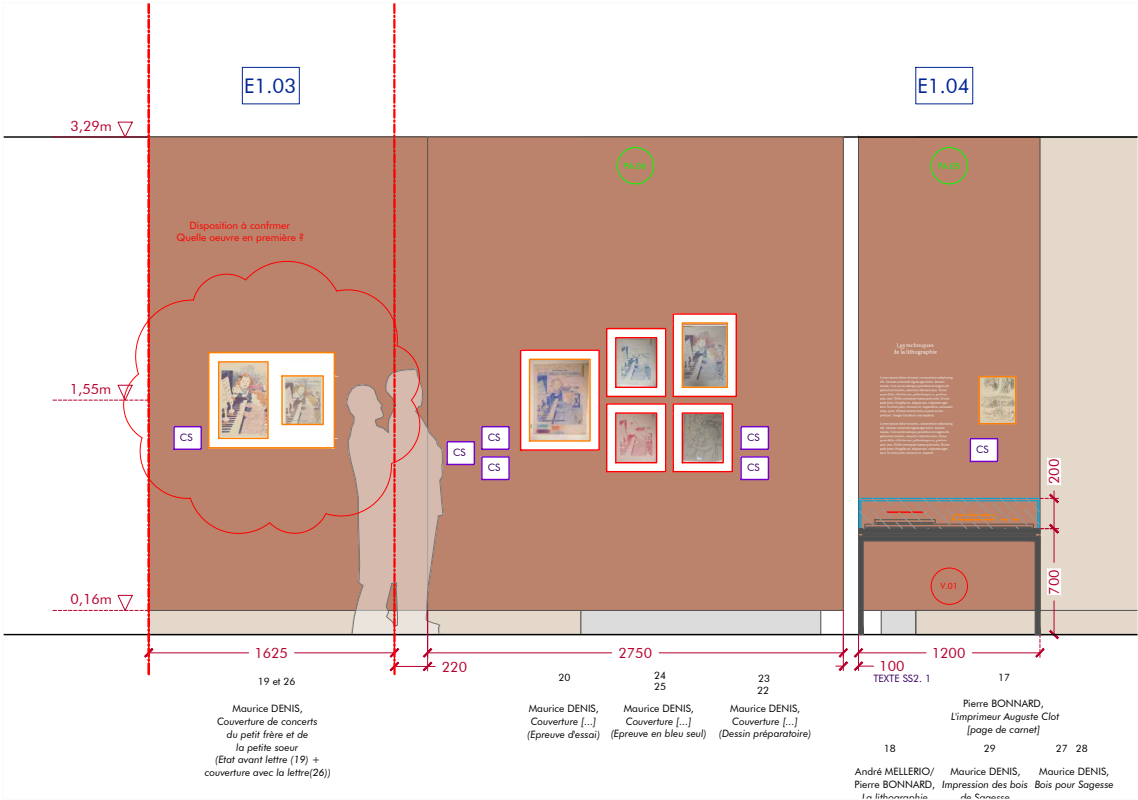 E1.03
E1.04
3,29m
Disposition à confrmer
Quelle oeuvre en première ?
Les techniques
de la lithographie
1,55m
CS
CS
CS
CS
CS
CS
CS
200
0,16m
V.01
700
1625
220
2750
100
1200
19 et 26
Maurice DENIS,
Couverture de concerts
du petit frère et de
la petite soeur
(Etat avant lettre (19) +
couverture avec la lettre(26))
20
Maurice DENIS,
Couverture [...]
(Epreuve d'essai)
24
25
Maurice DENIS,
Couverture [...]
(Epreuve en bleu seul)
23
22
Maurice DENIS,
Couverture [...]
(Dessin préparatoire)
TEXTE SS2. 1
17
Pierre BONNARD,
L'imprimeur Auguste Clot
[page de carnet]
18
André MELLERIO/
Pierre BONNARD,
La lithographie
29
Maurice DENIS,
Impression des bois
de Sagesse
27 28
Maurice DENIS,
Bois pour Sagesse